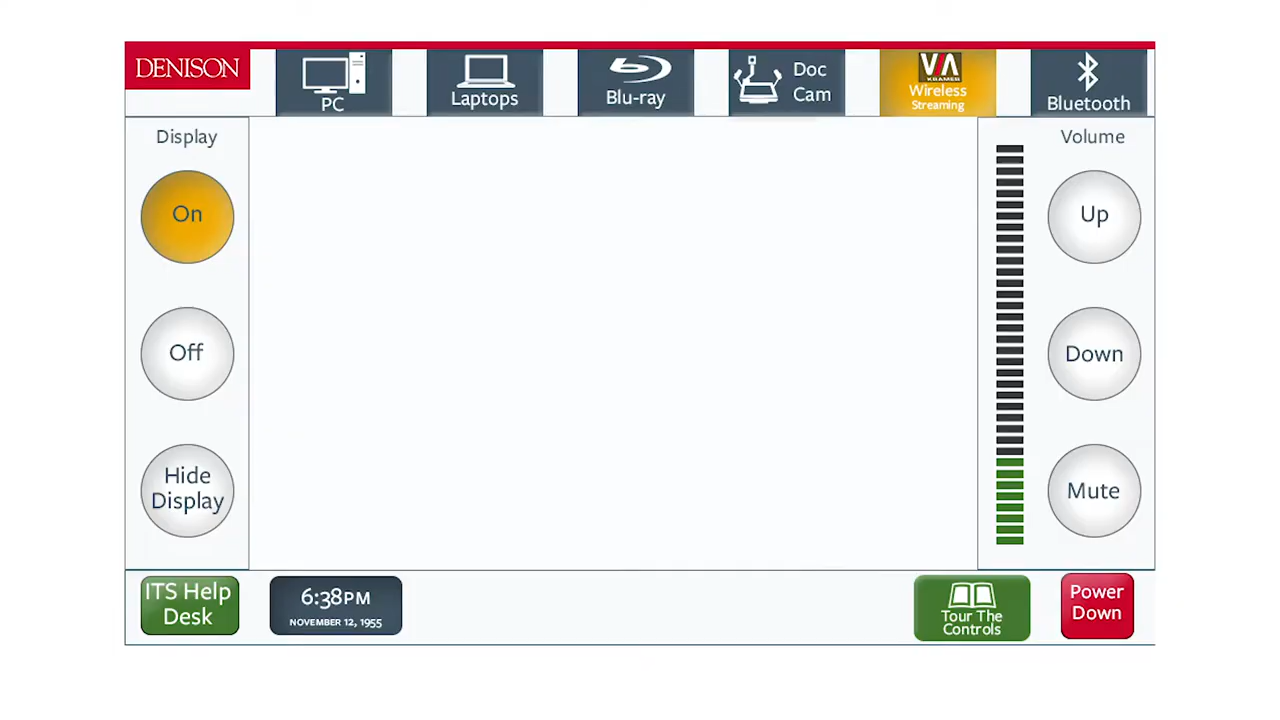 DENISON
PC
Laptops
Blu-ray
Doc
Cam
VIA
KRAMER
Wireless
Streaming
Bluetooth
Display
On
Off
Hide
Display
Volume
Up
Down
Mute
ITS Help
Desk
6:38PM
NOVEMBER 12, 1955
Tour The
Controls
Power
Down